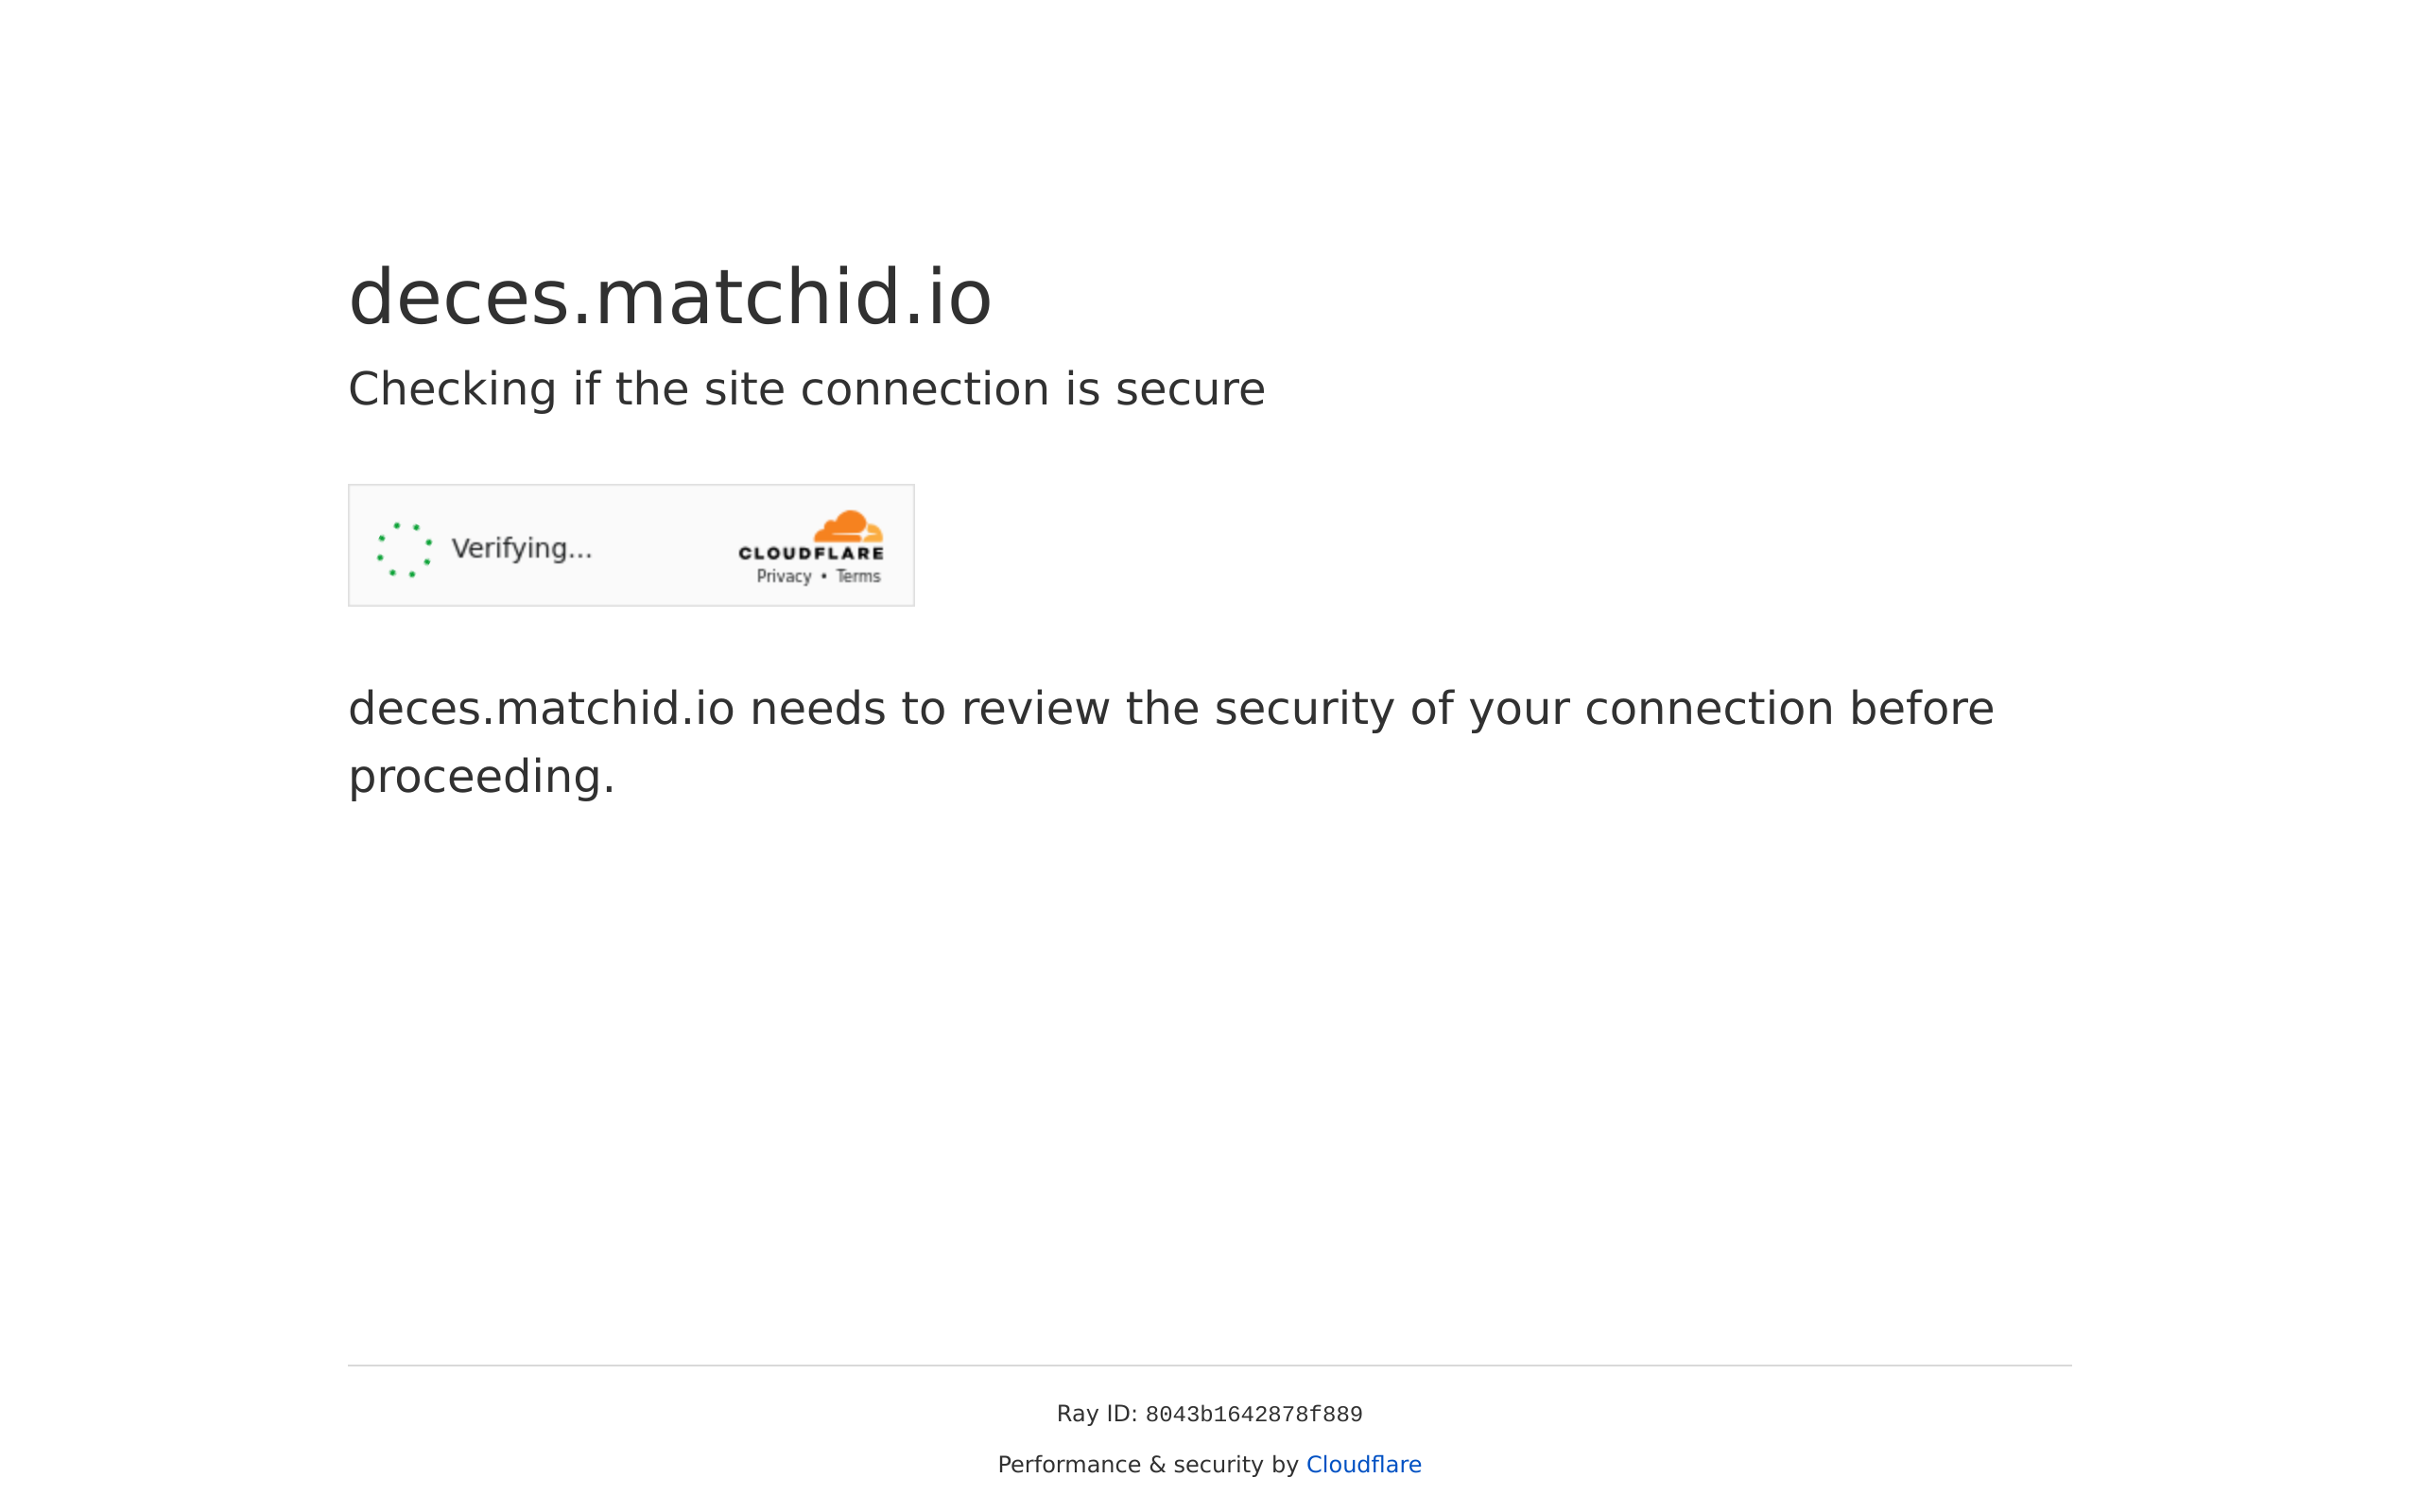 deces.matchid.io
Checking if the site connection is secure
Verifying...
CLOUDFLARE
Privacy • Terms
deces.matchid.io needs to review the security of your connection before
proceeding.
Ray ID: 8043b1642878f889
Performance & security by Cloudflare